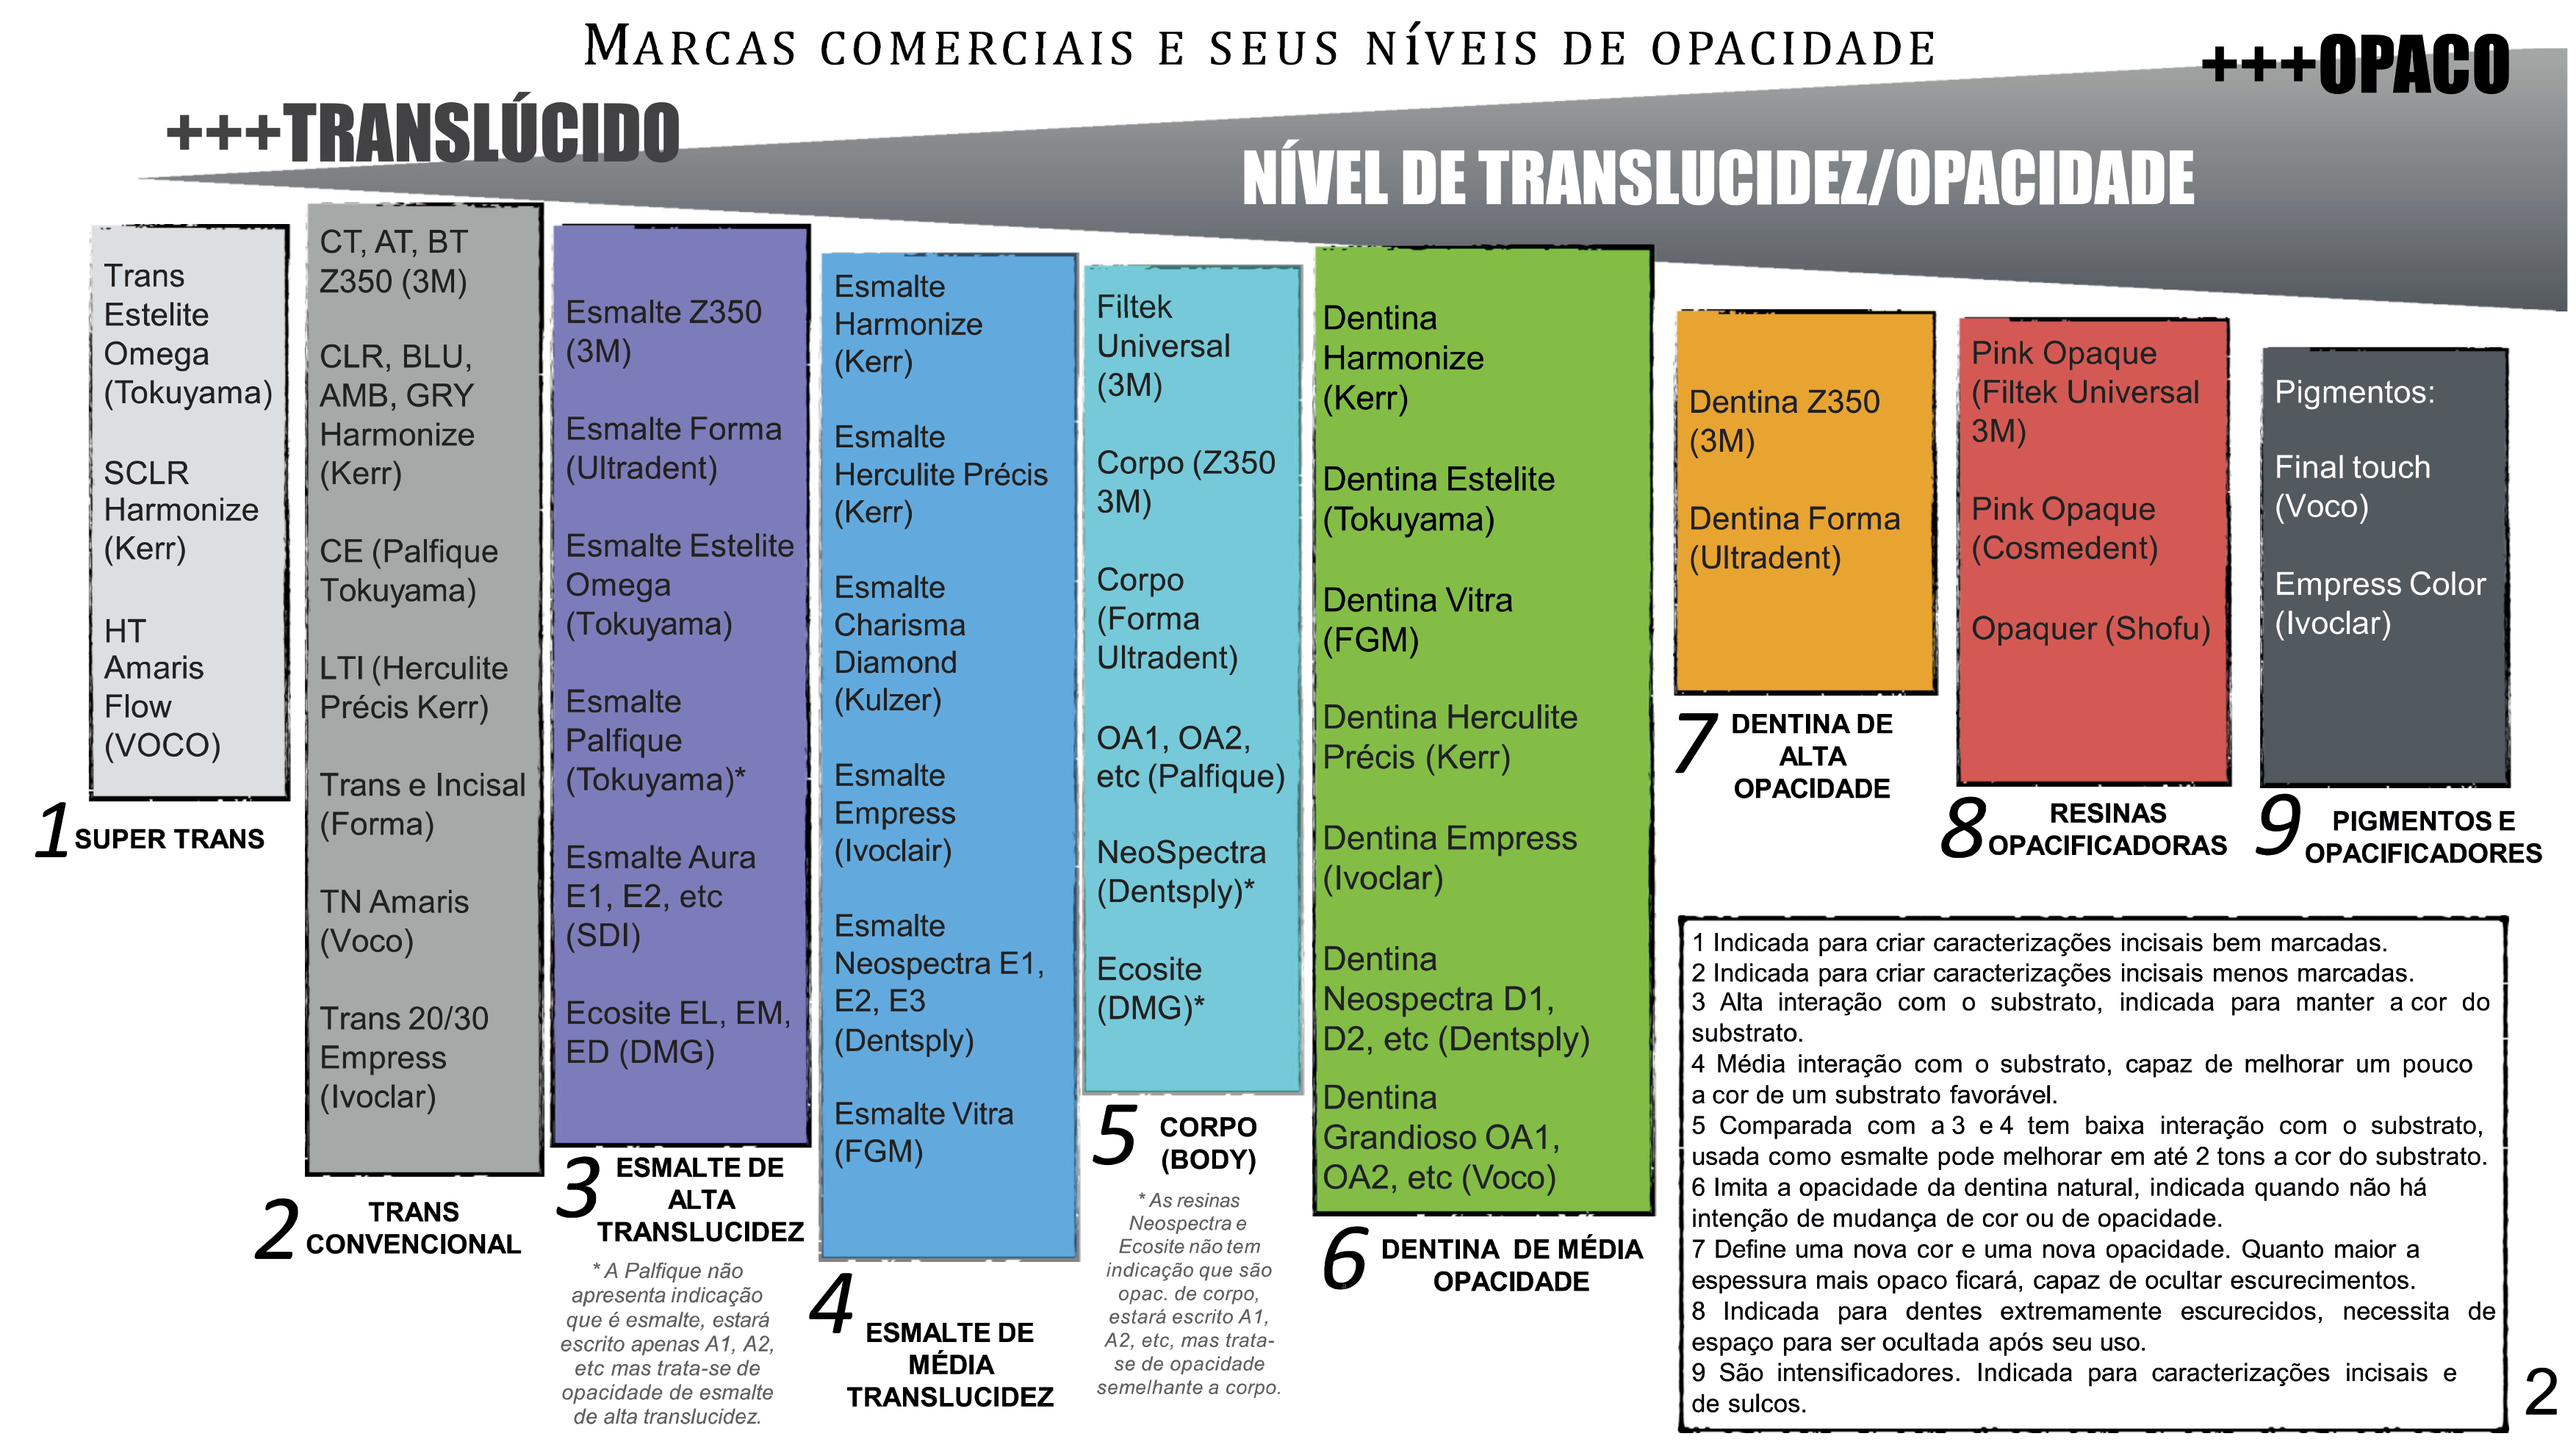 MARCAS COMERCIAIS E SEUS NÍVEIS DE OPACIDADE
+++OPACO
+++TRANSLÚCIDO
NÍVEL DE TRANSLUCIDEZ/OPACIDADE
Trans
Estelite
Omega
(Tokuyama)
SCLR
Harmonize
(Kerr)
HT
Amaris
Flow
(VOCO)
1 SUPER TRANS
CT, AT, BT
Z350 (3M)
CLR, BLU,
AMB, GRY
Harmonize
(Kerr)
CE (Palfique
Tokuyama)
LTI (Herculite
Précis Kerr)
Trans e Incisal
(Forma)
TN Amaris
(Voco)
Trans 20/30
Empress
(Ivoclar)
2 TRANS
CONVENCIONAL
Esmalte Z350
(3M)
Esmalte Forma
(Ultradent)
Esmalte Estelite
Omega
(Tokuyama)
Esmalte
Palfique
(Tokuyama)*
Esmalte Aura
E1, E2, etc
(SDI)
Ecosite EL, EM,
ED (DMG)
3 ESMALTE DE
ALTA
TRANSLUCIDEZ
* A Palfique não
apresenta indicação
que é esmalte, estará
escrito apenas A1, A2,
etc mas trata-se de
opacidade de esmalte
de alta translucidez.
Esmalte
Harmonize
(Kerr)
Esmalte
Herculite Précis
(Kerr)
Esmalte
Charisma
Diamond
(Kulzer)
Esmalte
Empress
(Ivoclair)
Esmalte
Neospectra E1,
E2, E3
(Dentsply)
Esmalte Vitra
(FGM)
4 ESMALTE DE
MÉDIA
TRANSLUCIDEZ
Filtek
Universal
(3M)
Corpo (Z350
3M)
Corpo
(Forma
Ultradent)
OA1, OA2,
etc (Palfique)
NeoSpectra
(Dentsply)*
Ecosite
(DMG)*
5 CORPO
(BODY)
* As resinas
Neospectra e
Ecosite não tem
indicação que são
opac. de corpo,
estará escrito A1,
A2, etc, mas trata-
se de opacidade
semelhante a corpo.
Dentina
Harmonize
(Kerr)
Dentina Estelite
(Tokuyama)
Dentina Vitra
(FGM)
Dentina Herculite
Précis (Kerr)
Dentina Empress
(Ivoclar)
Dentina
Neospectra D1,
D2, etc (Dentsply)
Dentina
Grandioso OA1,
OA2, etc (Voco)
6 DENTINA DE MÉDIA
OPACIDADE
Dentina Z350
(3M)
Dentina Forma
(Ultradent)
7 DENTINA DE
ALTA
OPACIDADE
Pink Opaque
(Filtek Universal
3M)
Pink Opaque
(Cosmedent)
Opaquer (Shofu)
8 RESINAS
OPACIFICADORAS
Pigmentos:
Final touch
(Voco)
Empress Color
(Ivoclar)
9 PIGMENTOS E
OPACIFICADORES
1 Indicada para criar caracterizações incisais bem marcadas.
2 Indicada para criar caracterizações incisais menos marcadas.
3 Alta interação com o substrato, indicada para manter a cor do
substrato.
4 Média interação com o substrato, capaz de melhorar um pouco
a cor de um substrato favorável.
5 Comparada com a 3 e 4 tem baixa interação com o substrato,
usada como esmalte pode melhorar em até 2 tons a cor do substrato.
6 Imita a opacidade da dentina natural, indicada quando não há
intenção de mudança de cor ou de opacidade.
7 Define uma nova cor e uma nova opacidade. Quanto maior a
espessura mais opaco ficará, capaz de ocultar escurecimentos.
8 Indicada para dentes extremamente escurecidos, necessita de
espaço para ser ocultada após seu uso.
9 São intensificadores. Indicada para caracterizações incisais e
de sulcos.
2